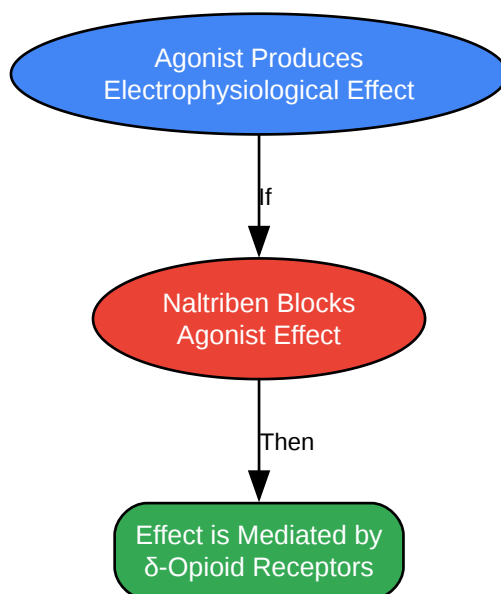 Agonist Produces
Electrophysiological Effect
If
Naltriben Blocks
Agonist Effect
Then
Effect is Mediated by
δ-Opioid Receptors